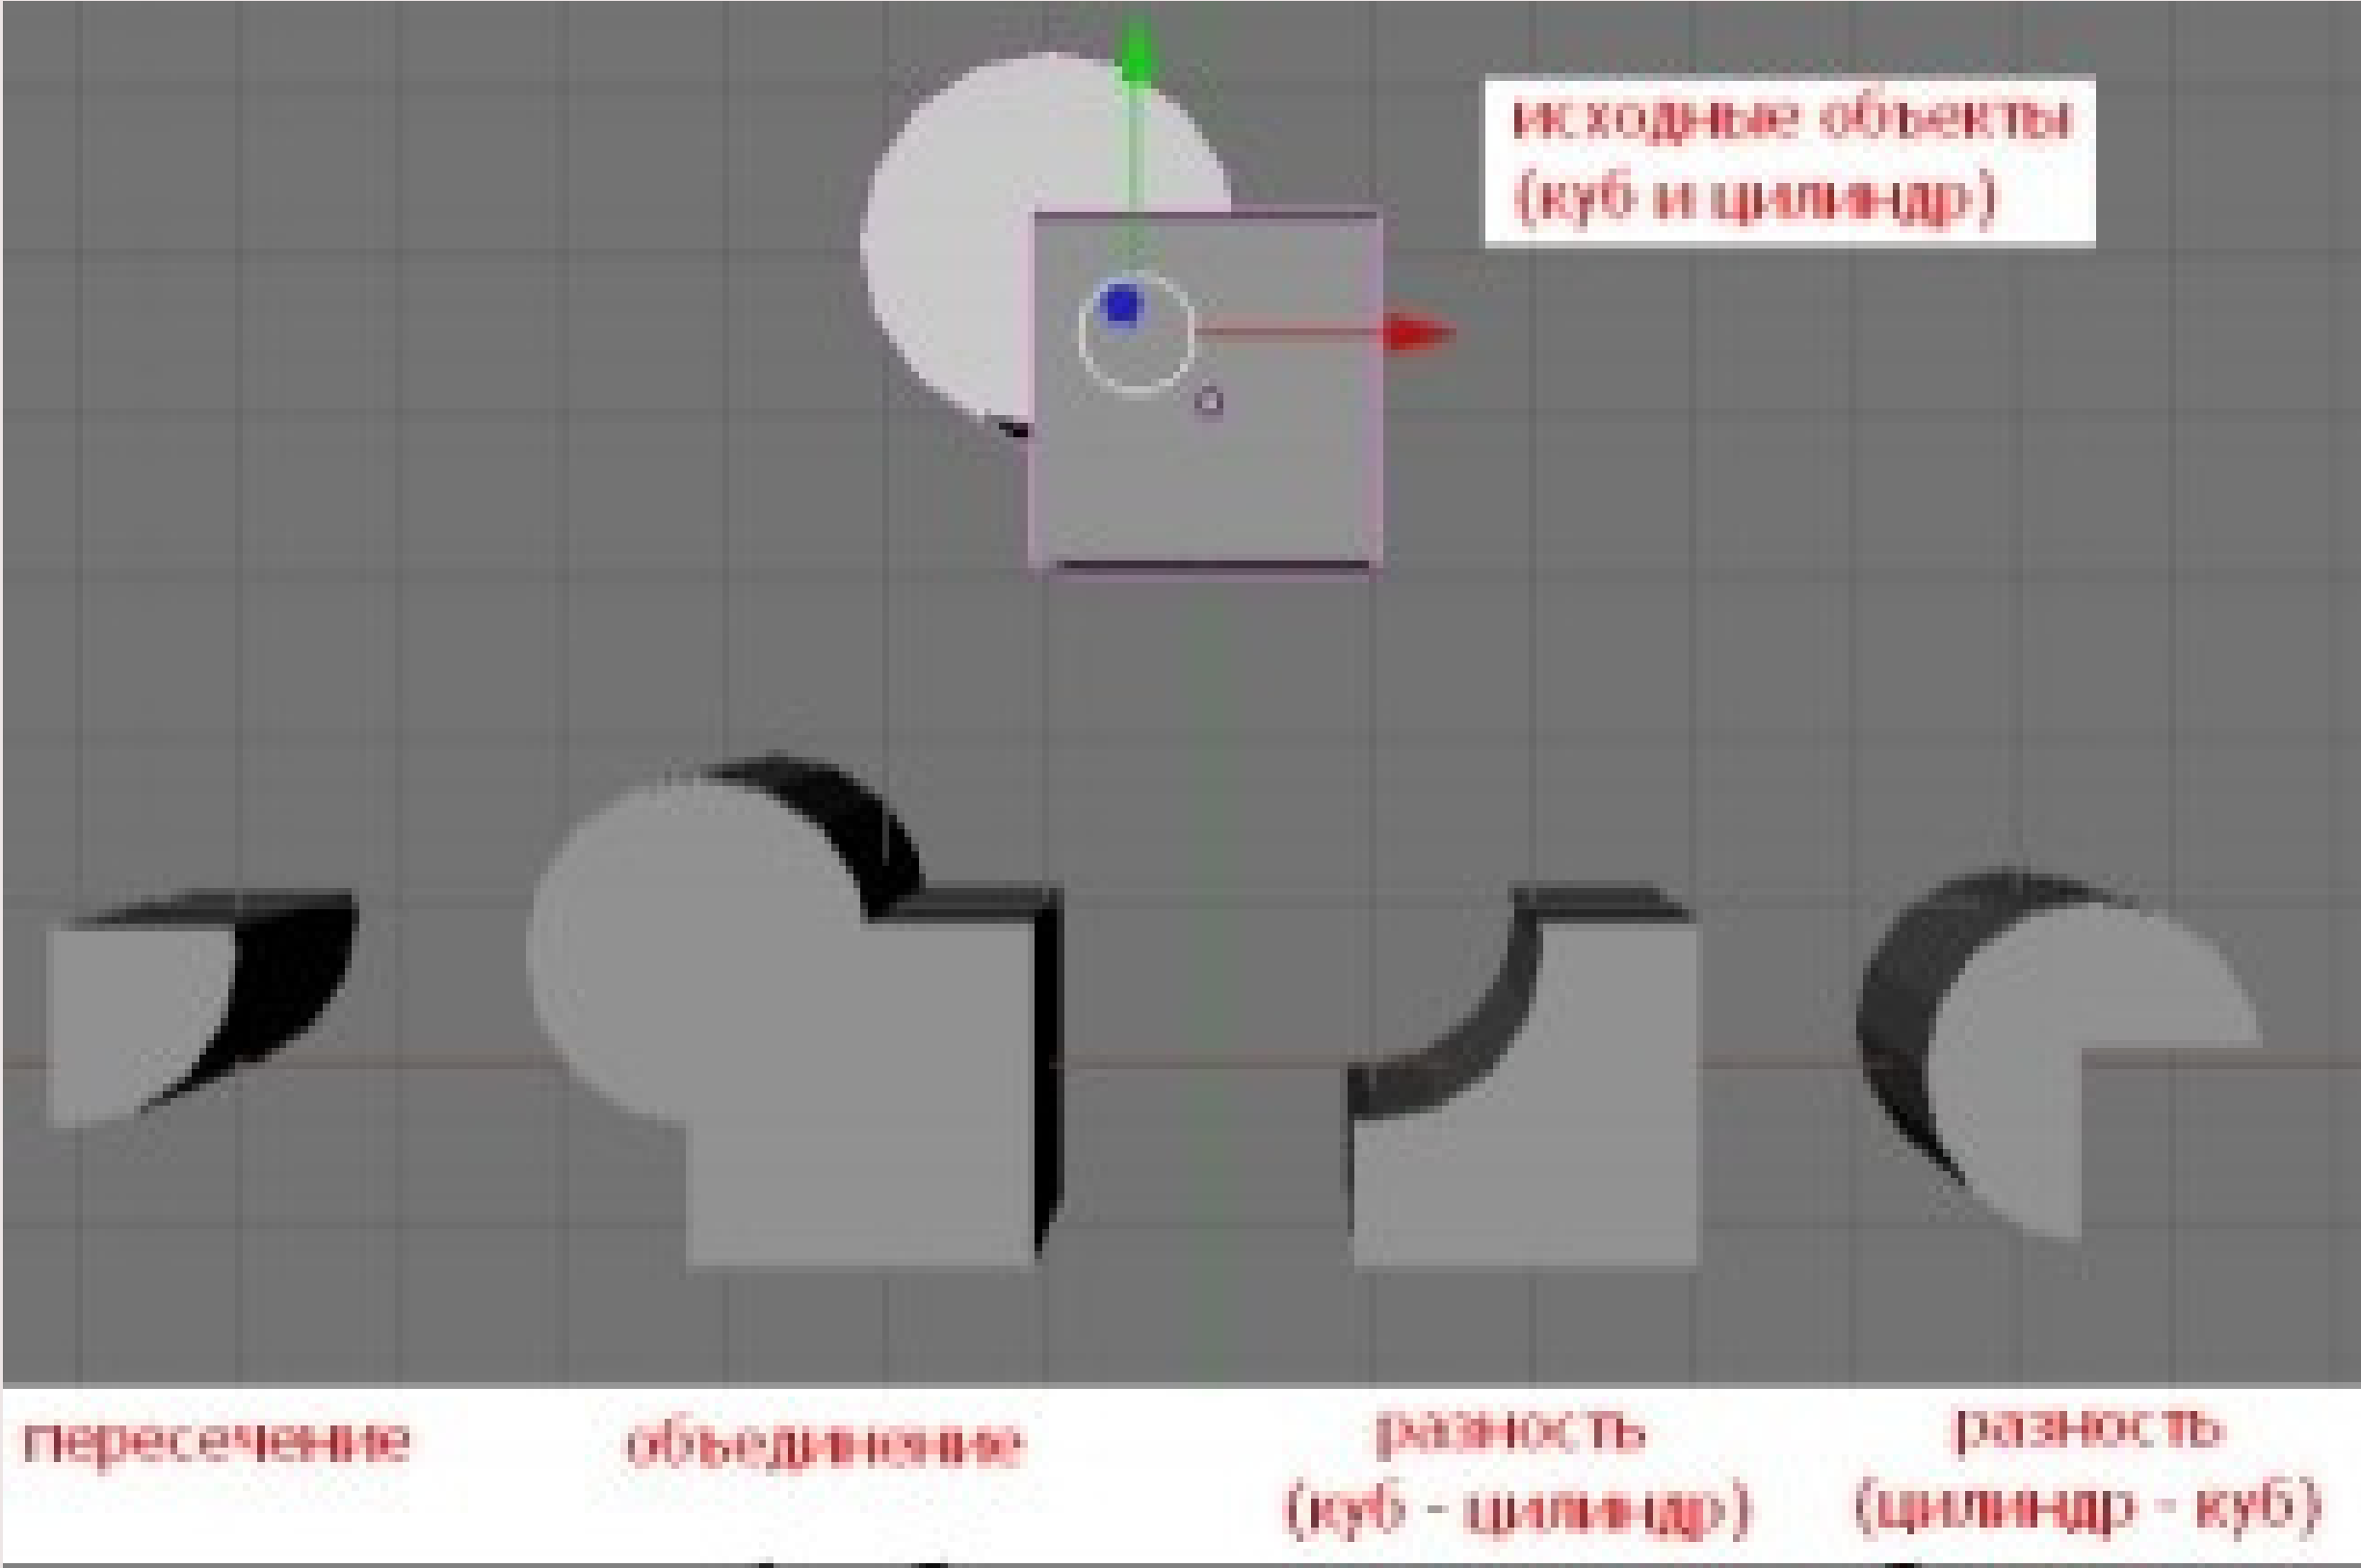 исходные объекты
(куб и цилиндр)
пересечение
объединение
разность
(куб - цилиндр)
разность
(цилиндр - куб)